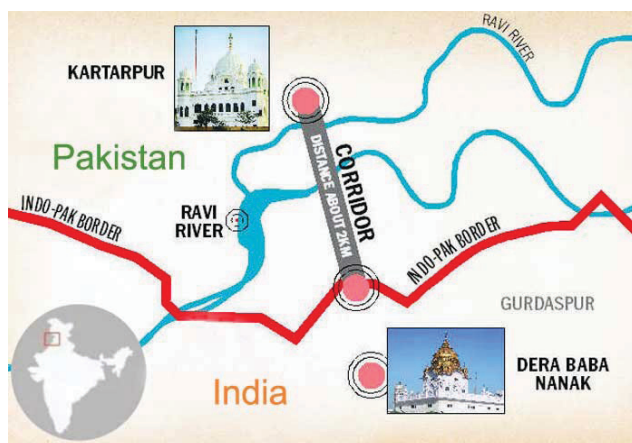 RAVI RIVER
KARTARPUR
Pakistan
CORRIDOR
DISTANCE ABOUT 2KM
INDO-PAK BORDER
RAVI
RIVER
INDO-PAK BORDER
GURDASPUR
India
DERA BABA
NANAK